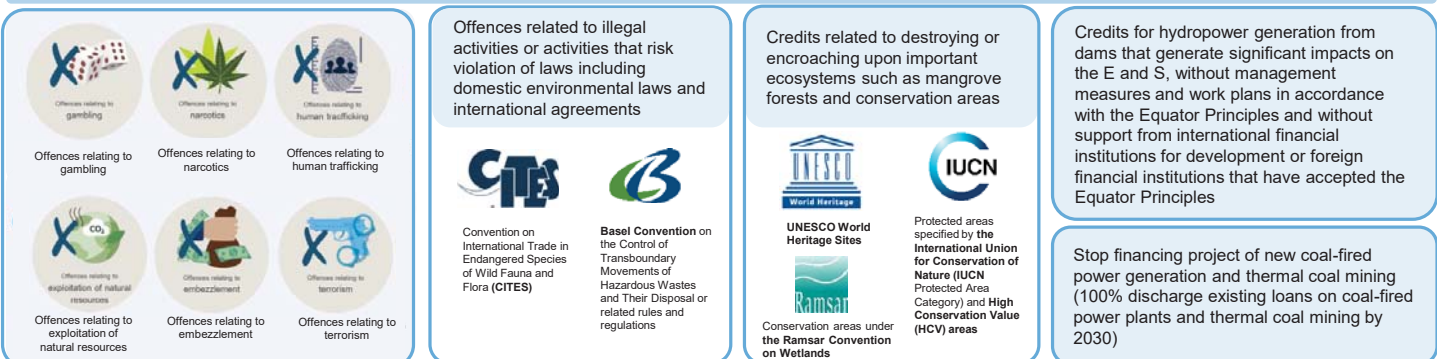 Offences relating to
gambling
Offences relating to
narcotics
Offences relating to
human tracfficking
Offences relating to
gambling
Offences relating to
narcotics
Offences relating to
human trafficking
CO₂
Offences relating to
exploitation of natural
resources
Offences relating to
embezzlement
Offences relating to
terrorism
Offences relating to
exploitation of
natural resources
Offences relating to
embezzlement
Offences relating to
terrorism
Offences related to illegal
activities or activities that risk
violation of laws including
domestic environmental laws and
international agreements
CITES
Convention on
International Trade in
Endangered Species
of Wild Fauna and
Flora (CITES)
B
Basel Convention on
the Control of
Transboundary
Movements of
Hazardous Wastes
and Their Disposal or
related rules and
regulations
Credits related to destroying or
encroaching upon important
ecosystems such as mangrove
forests and conservation areas
UNESCO
World Heritage
UNESCO World
Heritage Sites
Ramsar
Conservation areas under
the Ramsar Convention
on Wetlands
IUCN
Protected areas
specified by the
International Union
for Conservation of
Nature (IUCN
Protected Area
Category) and High
Conservation Value
(HCV) areas
Credits for hydropower generation from
dams that generate significant impacts on
the E and S, without management
measures and work plans in accordance
with the Equator Principles and without
support from international financial
institutions for development or foreign
financial institutions that have accepted the
Equator Principles
Stop financing project of new coal-fired
power generation and thermal coal mining
(100% discharge existing loans on coal-fired
power plants and thermal coal mining by
2030)